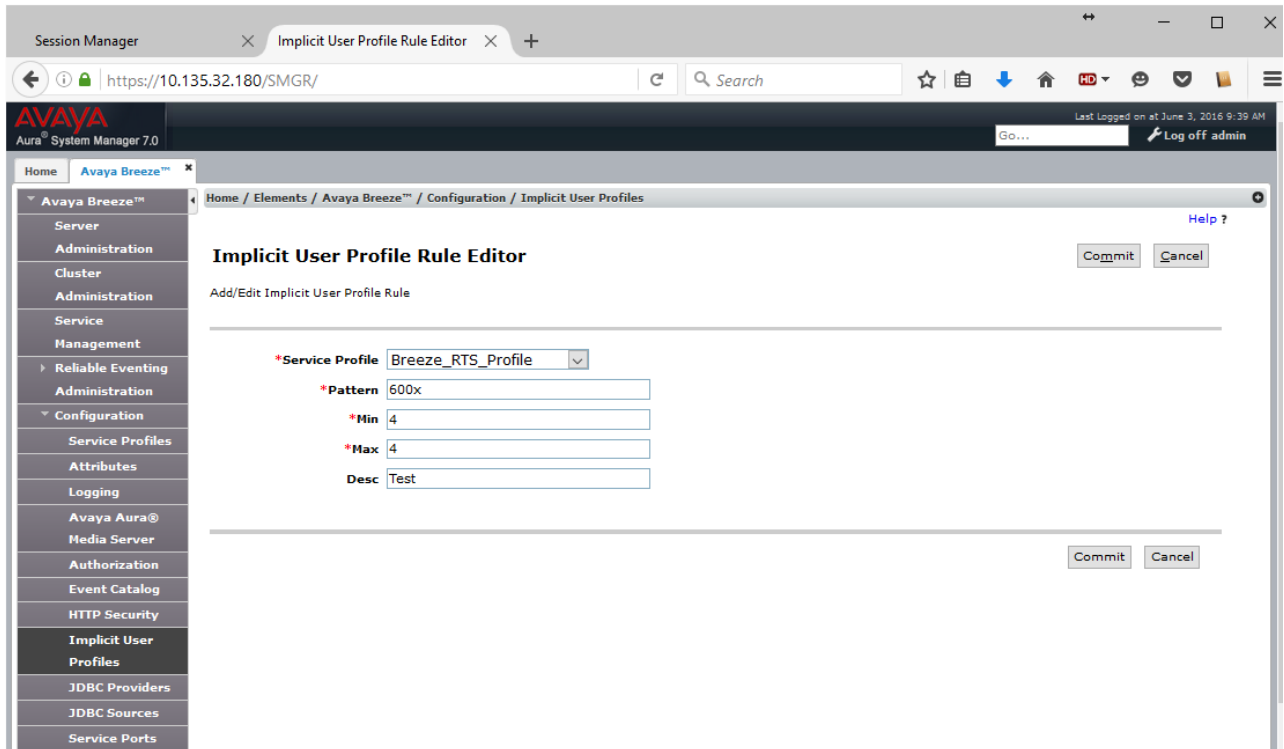 Session Manager
Implicit User Profile Rule Editor
https://10.135.32.180/SMGR/
Search
HD
AVAYA
Aura® System Manager 7.0
Last Logged on at June 3, 2016 9:39 AM
Go...
Log off admin
Home
Avaya Breeze™
Avaya Breeze™
Server
Administration
Cluster
Administration
Service
Management
Reliable Eventing
Administration
Configuration
Service Profiles
Attributes
Logging
Avaya Aura®
Media Server
Authorization
Event Catalog
HTTP Security
Implicit User
Profiles
JDBC Providers
JDBC Sources
Service Ports
Home / Elements / Avaya Breeze™ / Configuration / Implicit User Profiles
Help ?
Implicit User Profile Rule Editor
Commit Cancel
Add/Edit Implicit User Profile Rule
*Service Profile Breeze_RTS_Profile
*Pattern 600x
*Min 4
*Max 4
Desc Test
Commit Cancel